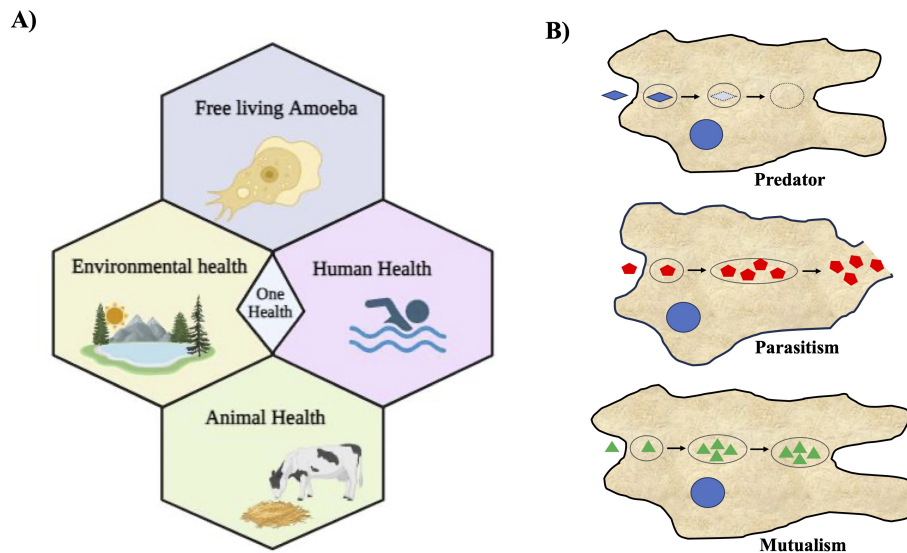 A)
Free living Amoeba
Environmental health
Human Health
One
Health
Animal Health
B)
Predator
Parasitism
Mutualism